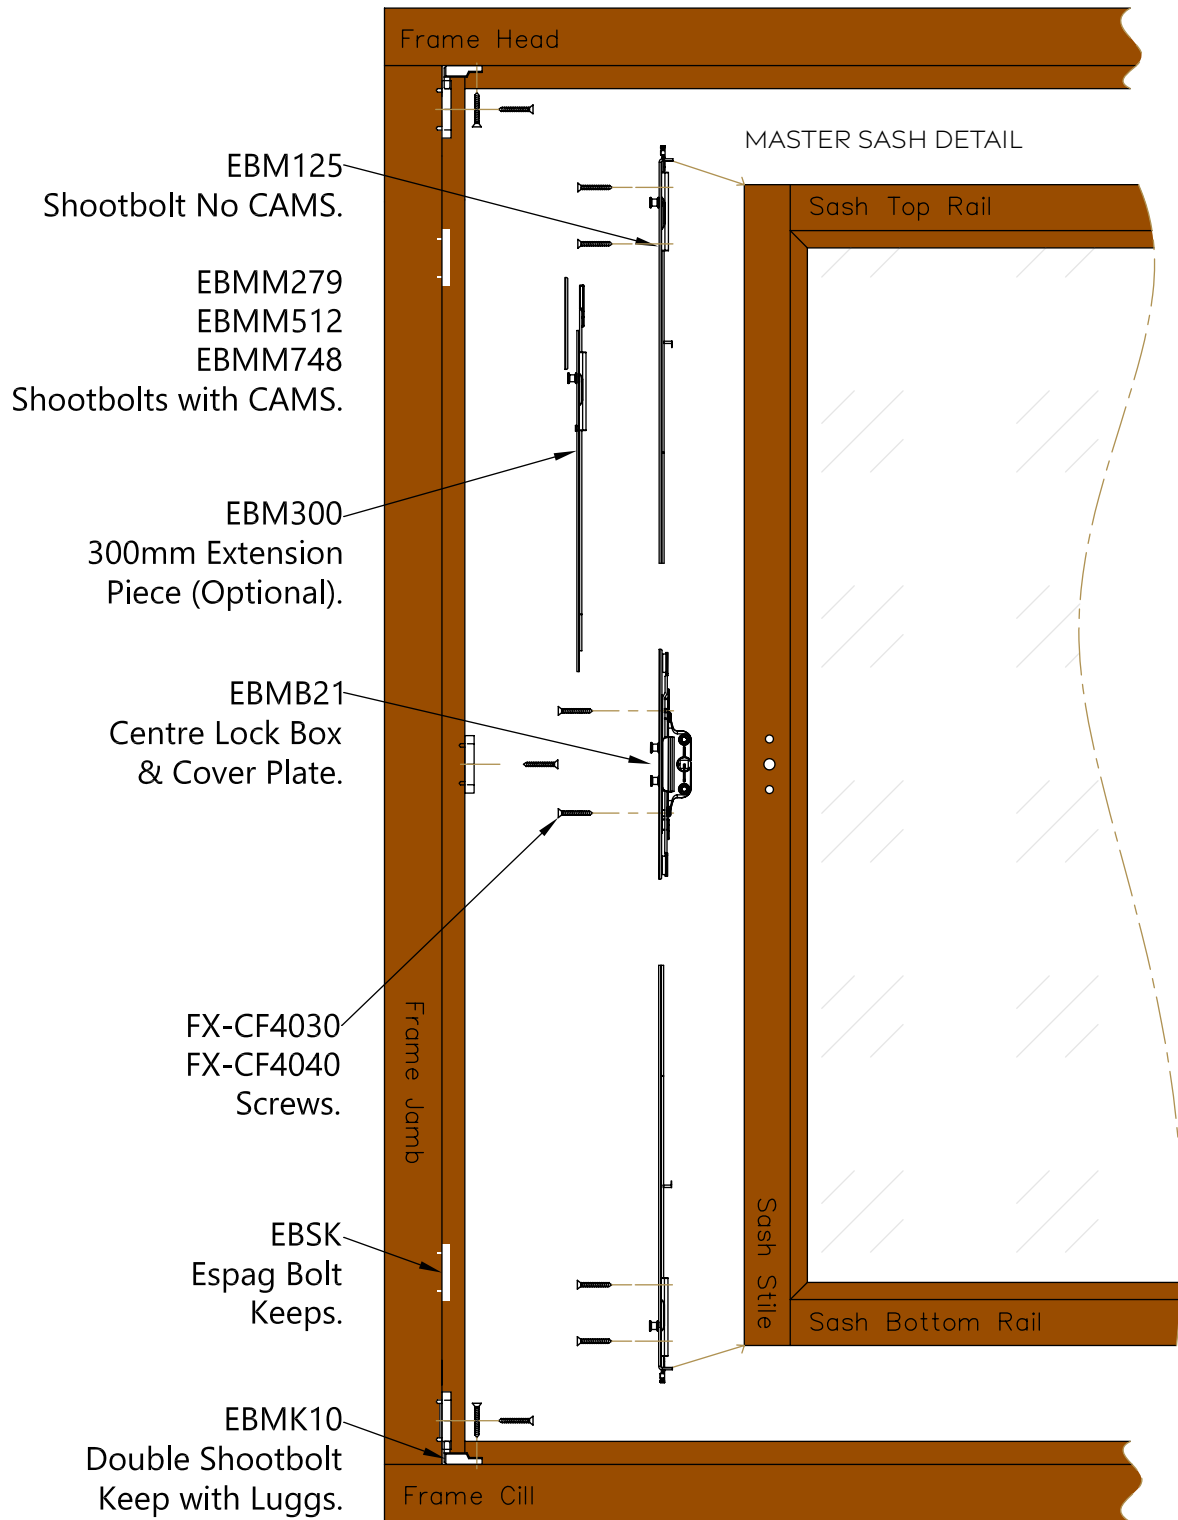 Frame Head
MASTER SASH DETAIL
EBM125
Shootbolt No CAMS.
Sash Top Rail
EBMM279
EBMM512
EBMM748
Shootbolts with CAMS.
EBM300
300mm Extension
Piece (Optional).
EBMB21
Centre Lock Box
& Cover Plate.
FX-CF4030
FX-CF4040
Screws.
Frame Jamb
EBSK
Espag Bolt
Keeps.
Sash Stile
Sash Bottom Rail
EBMK10
Double Shootbolt
Keep with Luggs.
Frame Cill